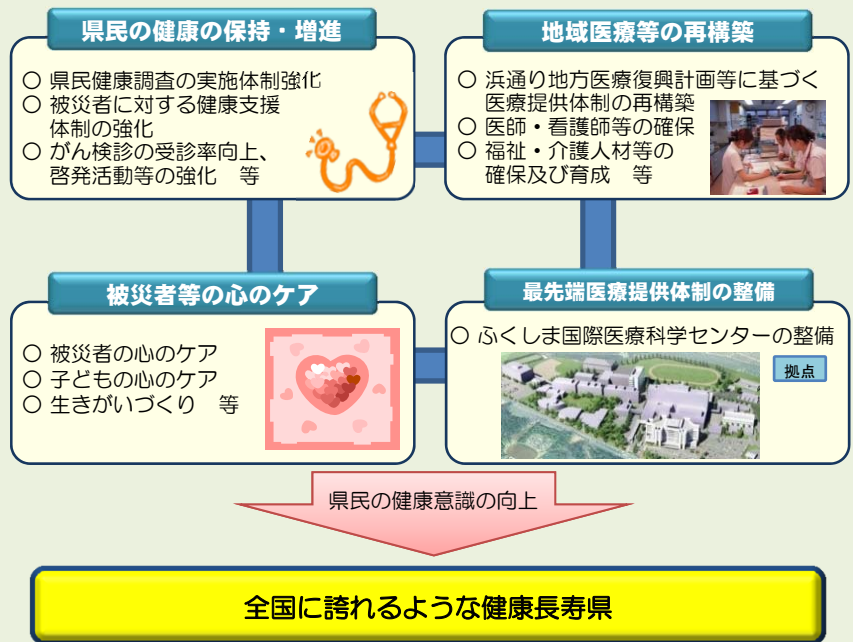 県民の健康の保持・増進
○ 県民健康調査の実施体制強化
○ 被災者に対する健康支援
体制の強化
○ がん検診の受診率向上、
啓発活動等の強化　等
地域医療等の再構築
○ 浜通り地方医療復興計画等に基づく
医療提供体制の再構築
○ 医師・看護師等の確保
○ 福祉・介護人材等の
確保及び育成　等
被災者等の心のケア
○ 被災者の心のケア
○ 子どもの心のケア
○ 生きがいづくり　等
最先端医療提供体制の整備
○ ふくしま国際医療科学センターの整備
拠点
県民の健康意識の向上
全国に誇れるような健康長寿県